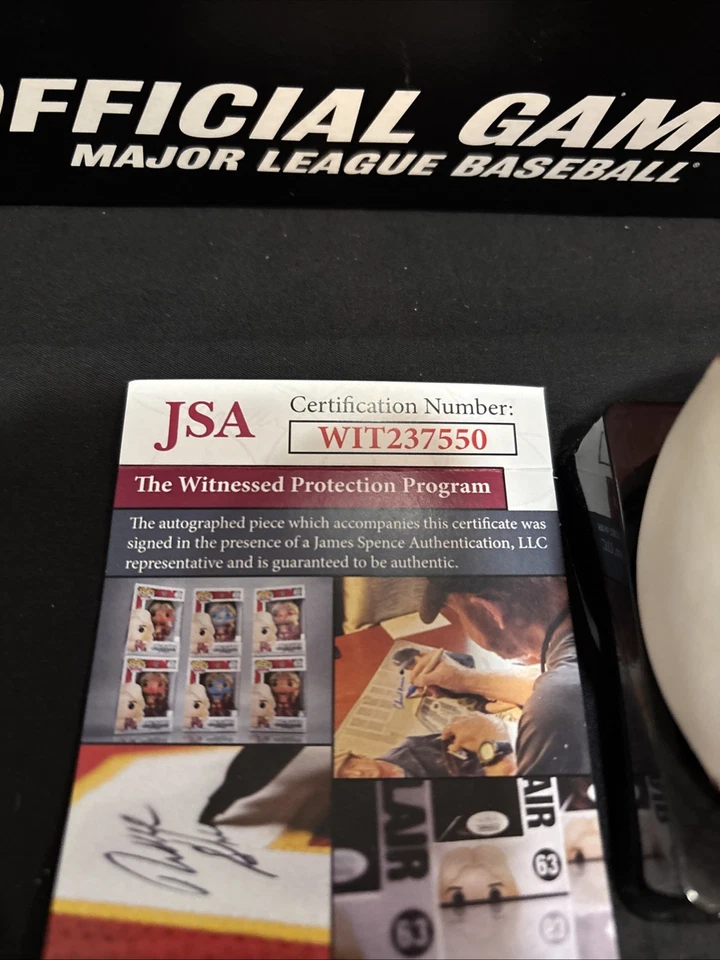 OFFICIAL GAME
MAJOR LEAGUE BASEBALL®
JSA
Certification Number:
WIT237550
The Witnessed Protection Program
The autographed piece which accompanies this certificate was
signed in the presence of a James Spence Authentication, LLC
representative and is guaranteed to be authentic.
LAIR
AIR
63
63